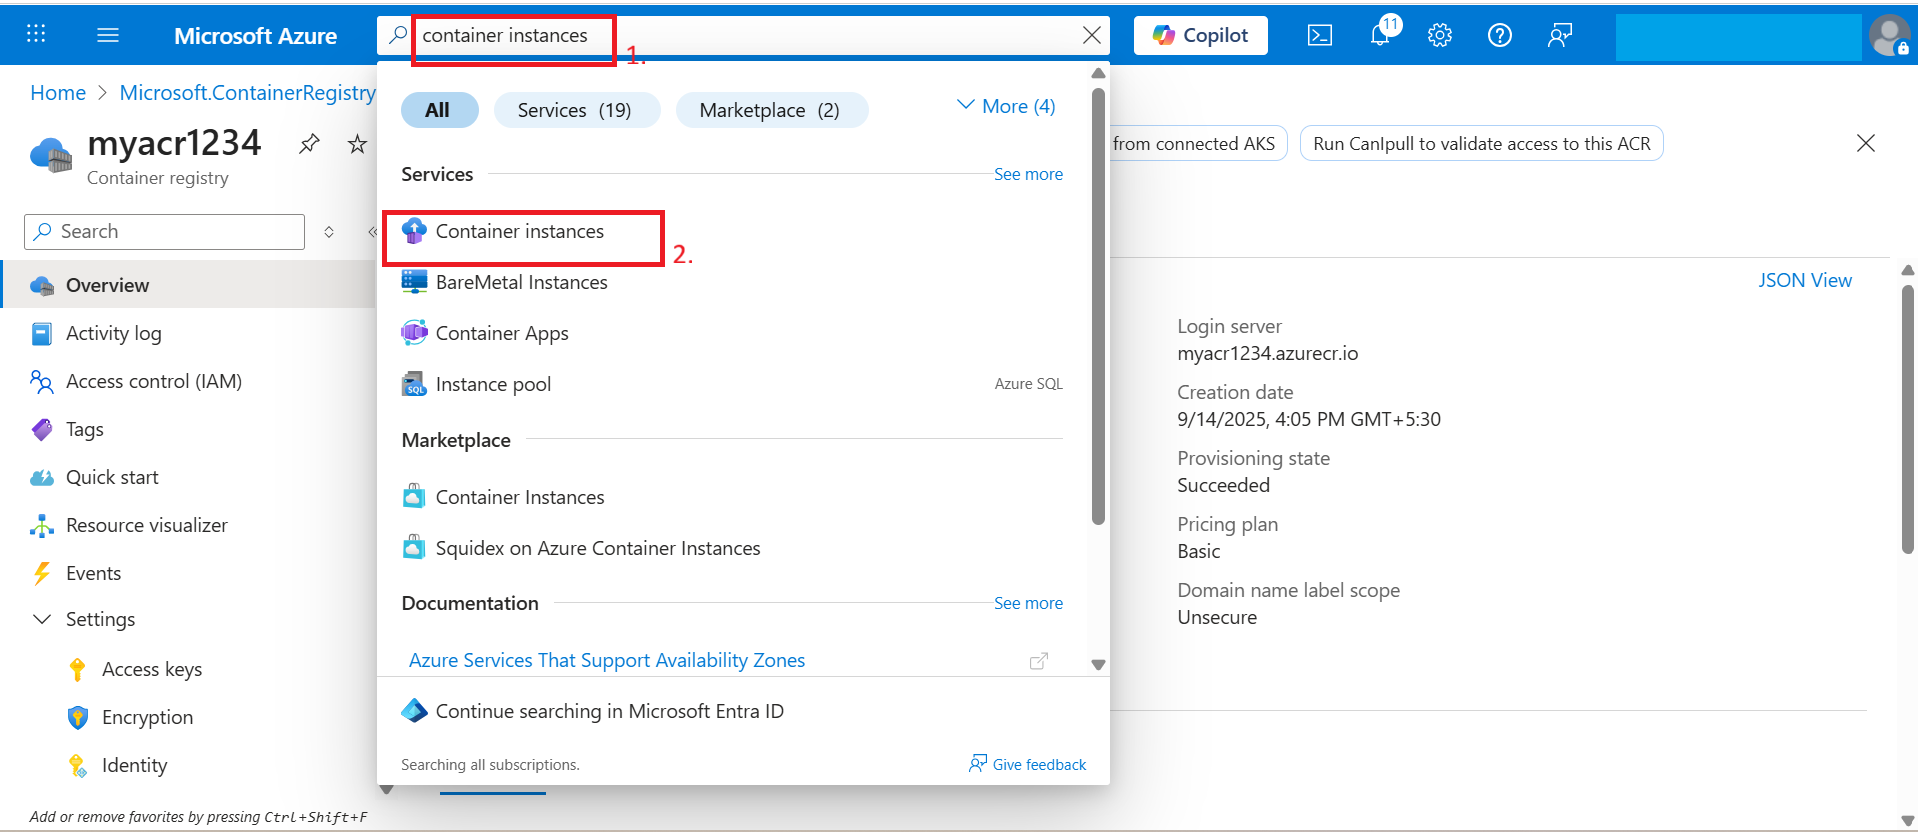 Microsoft Azure
container instances
1.
Copilot
11
Home > Microsoft.ContainerRegistry
myacr1234
Container registry
Search
Overview
Activity log
Access control (IAM)
Tags
Quick start
Resource visualizer
Events
Settings
Access keys
Encryption
Identity
Add or remove favorites by pressing Ctrl+Shift+F
All
Services (19)
Marketplace (2)
More (4)
Services
See more
Container instances
2.
BareMetal Instances
Container Apps
SQL
Instance pool
Azure SQL
Marketplace
Container Instances
Squidex on Azure Container Instances
Documentation
See more
Azure Services That Support Availability Zones
Continue searching in Microsoft Entra ID
Searching all subscriptions.
Give feedback
from connected AKS
Run CanIpull to validate access to this ACR
JSON View
Login server
myacr1234.azurecr.io
Creation date
9/14/2025, 4:05 PM GMT+5:30
Provisioning state
Succeeded
Pricing plan
Basic
Domain name label scope
Unsecure